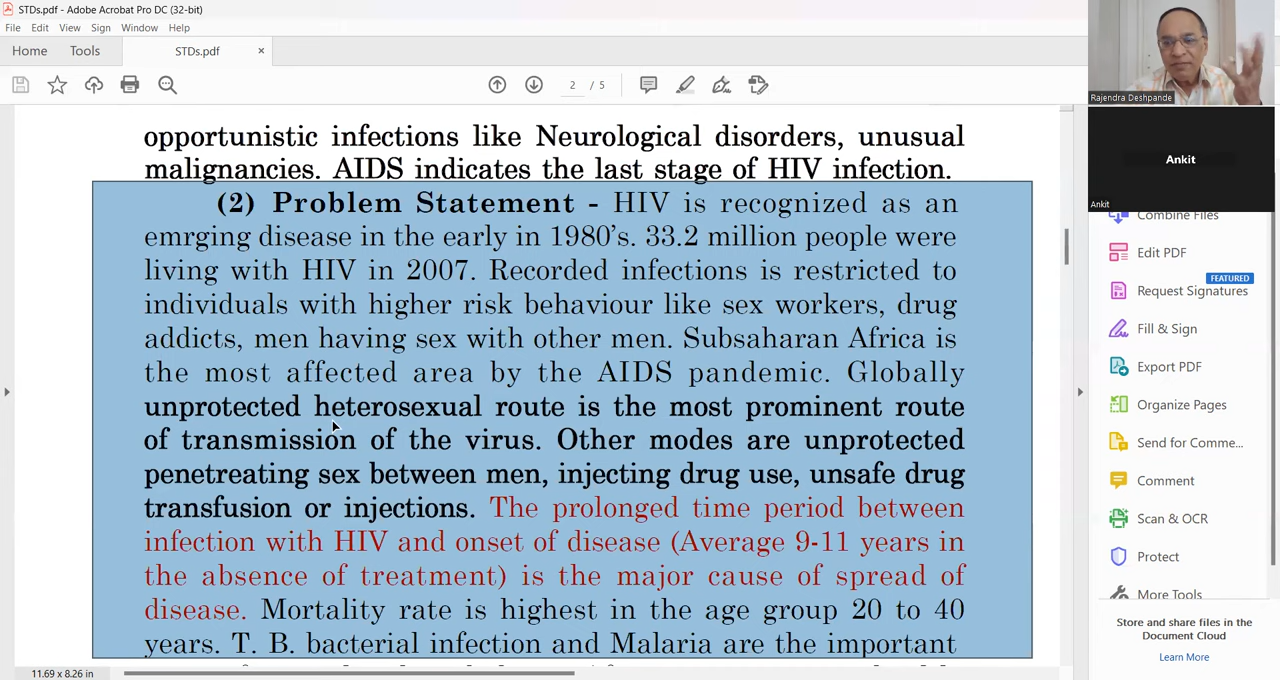 STDs.pdf - Adobe Acrobat Pro DC (32-bit)
File Edit View Sign Window Help
Home Tools STDs.pdf ×
2 / 5
opportunistic infections like Neurological disorders, unusual
malignancies. AIDS indicates the last stage of HIV infection.
(2) Problem Statement - HIV is recognized as an
emrging disease in the early in 1980's. 33.2 million people were
living with HIV in 2007. Recorded infections is restricted to
individuals with higher risk behaviour like sex workers, drug
addicts, men having sex with other men. Subsaharan Africa is
the most affected area by the AIDS pandemic. Globally
unprotected heterosexual route is the most prominent route
of transmission of the virus. Other modes are unprotected
penetreating sex between men, injecting drug use, unsafe drug
transfusion or injections. The prolonged time period between
infection with HIV and onset of disease (Average 9-11 years in
the absence of treatment) is the major cause of spread of
disease. Mortality rate is highest in the age group 20 to 40
years. T. B. bacterial infection and Malaria are the important
11.69 x 8.26 in
Rajendra Deshpande
Ankit
Ankit
Combine Files
Edit PDF
FEATURED
Request Signatures
Fill & Sign
Export PDF
Organize Pages
Send for Comme...
Comment
Scan & OCR
Protect
More Tools
Store and share files in the
Document Cloud
Learn More